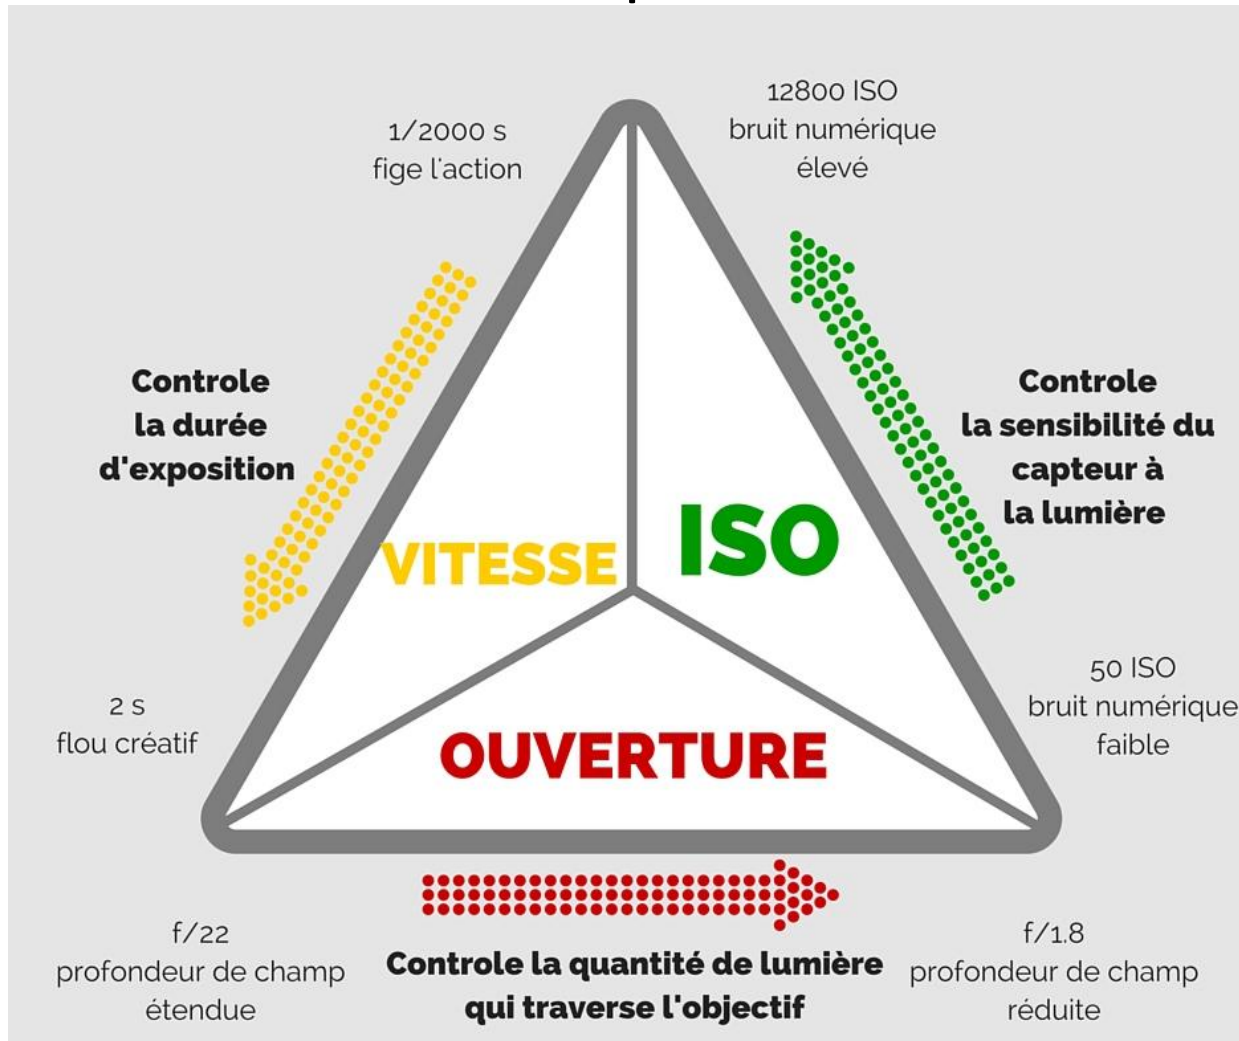 1/2000 s
fige l'action
12800 ISO
bruit numérique
élevé
Controle
la durée
d'exposition
Controle
la sensibilité du
capteur à
la lumière
VITESSE
ISO
OUVERTURE
2 s
flou créatif
50 ISO
bruit numérique
faible
f/22
profondeur de champ
étendue
Controle la quantité de lumière
qui traverse l'objectif
f/1.8
profondeur de champ
réduite